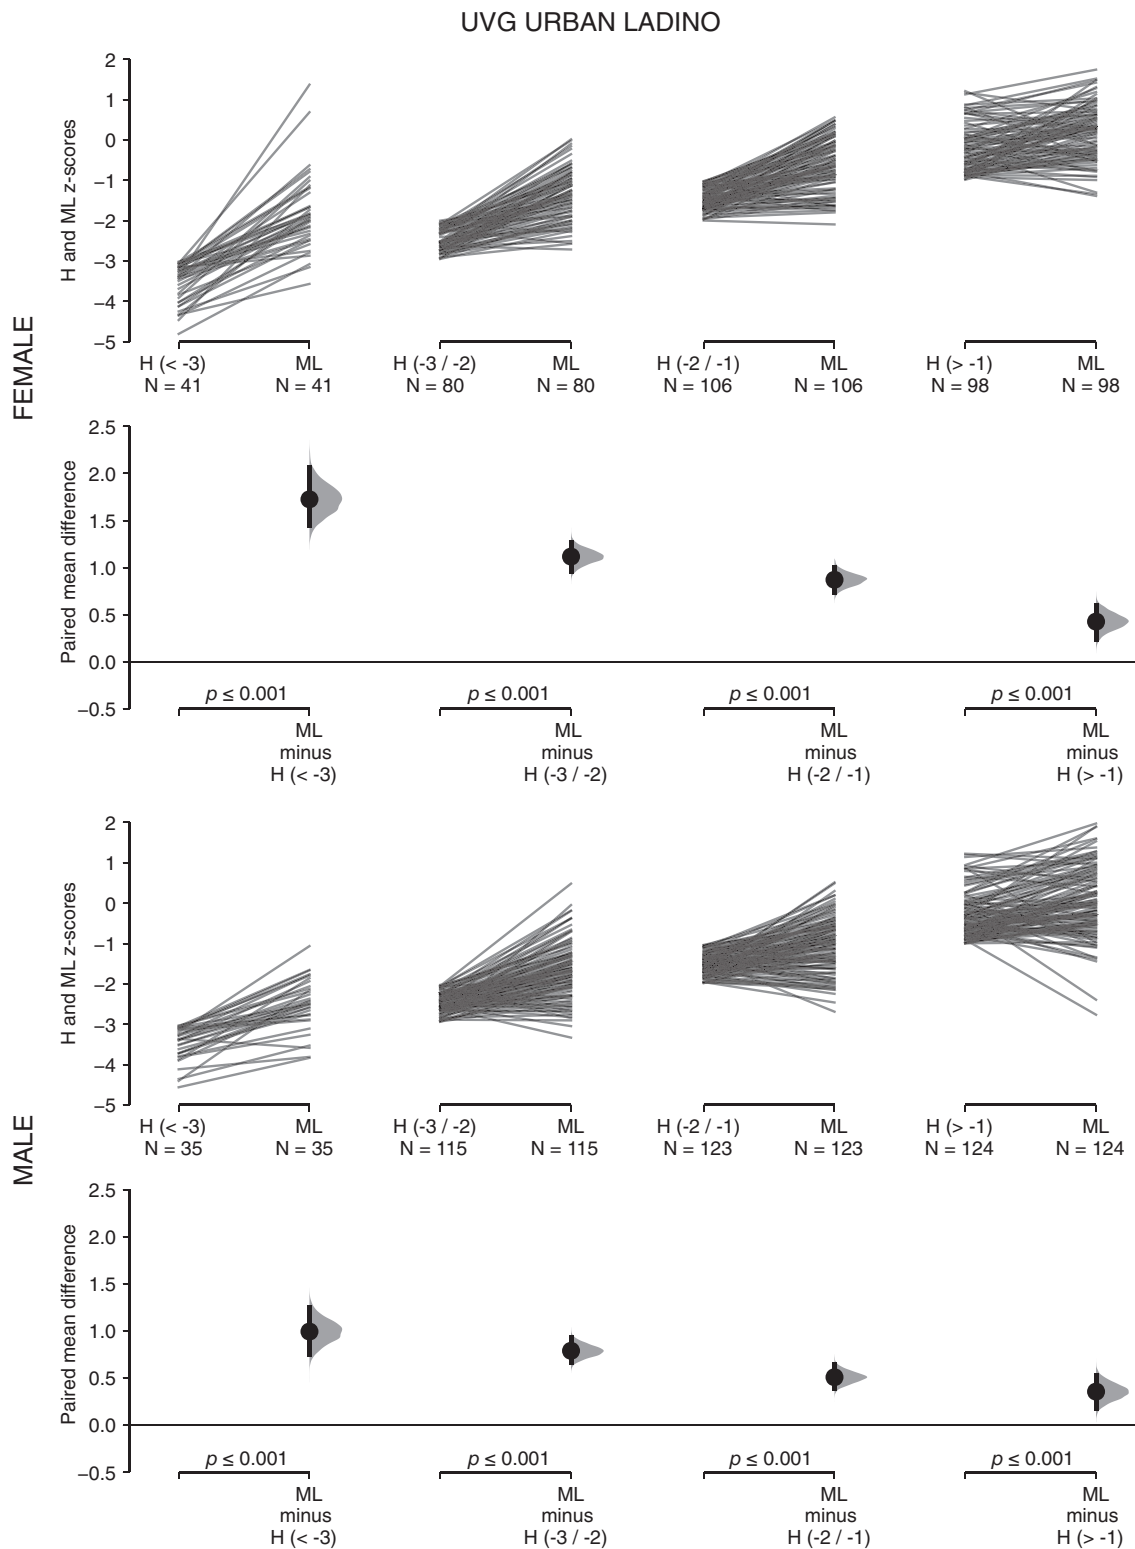 UVG URBAN LADINO
FEMALE
H and ML z-scores
2
1
0
−1
−2
−3
−4
−5
H (< -3) ML H (-3 / -2) ML H (-2 / -1) ML H (> -1) ML
N = 41 N = 41 N = 80 N = 80 N = 106 N = 106 N = 98 N = 98
Paired mean difference
2.5
2.0
1.5
1.0
0.5
0.0
−0.5
p ≤ 0.001 p ≤ 0.001 p ≤ 0.001 p ≤ 0.001
ML ML ML ML
minus minus minus minus
H (< -3) H (-3 / -2) H (-2 / -1) H (> -1)
MALE
H and ML z-scores
2
1
0
−1
−2
−3
−4
−5
H (< -3) ML H (-3 / -2) ML H (-2 / -1) ML H (> -1) ML
N = 35 N = 35 N = 115 N = 115 N = 123 N = 123 N = 124 N = 124
Paired mean difference
2.5
2.0
1.5
1.0
0.5
0.0
−0.5
p ≤ 0.001 p ≤ 0.001 p ≤ 0.001 p ≤ 0.001
ML ML ML ML
minus minus minus minus
H (< -3) H (-3 / -2) H (-2 / -1) H (> -1)